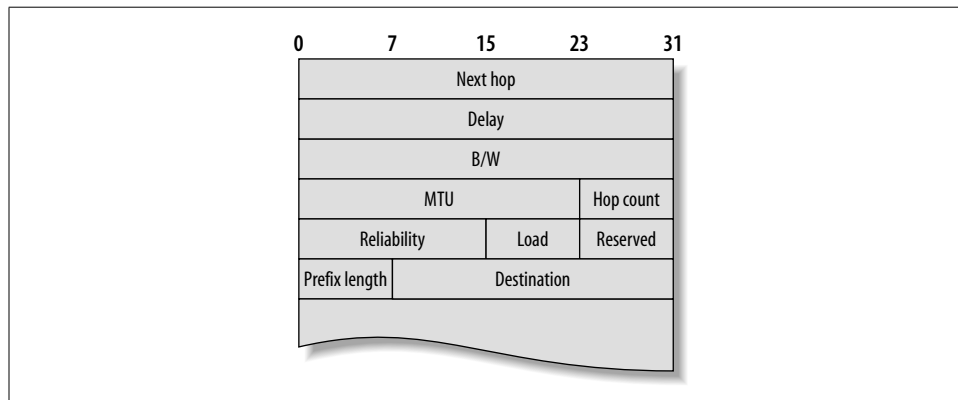 0 7 15 23 31
Next hop
Delay
B/W
MTU Hop count
Reliability Load Reserved
Prefix length Destination